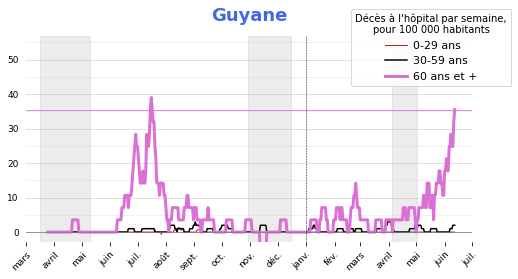 Guyane
Décès à l'hôpital par semaine,
pour 100 000 habitants
0-29 ans
30-59 ans
60 ans et +
50
40
30
20
10
0
mars avril mai juin juil. août sept. oct. nov. déc. janv. fév. mars avril mai juin juil.